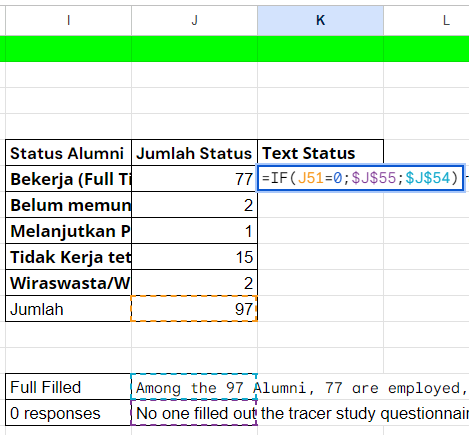 I J K L
Status Alumni Jumlah Status Text Status
Bekerja (Full Ti 77 =IF(J51=0;$J$55;$J$54)
Belum memun 2
Melanjutkan P 1
Tidak Kerja tet 15
Wiraswasta/W 2
Jumlah 97
Full Filled Among the 97 Alumni, 77 are employed,
0 responses No one filled out the tracer study questionnai